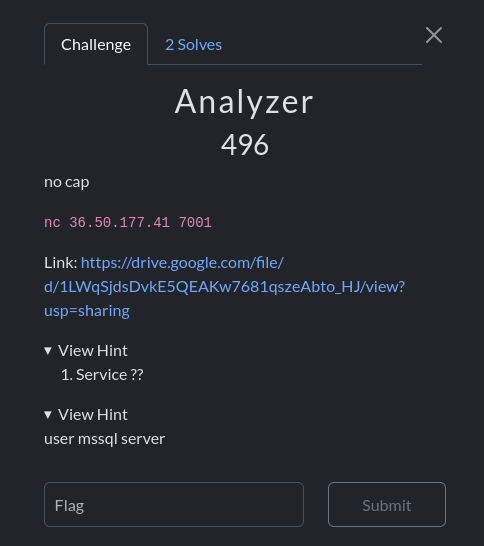 Challenge
2 Solves
Analyzer
496
no cap
nc 36.50.177.41 7001
Link: https://drive.google.com/file/
d/1LWqSjdsDvkE5QEAKw7681qszeAbto_HJ/view?
usp=sharing
▾ View Hint
1. Service ??
▾ View Hint
user mssql server
Flag
Submit